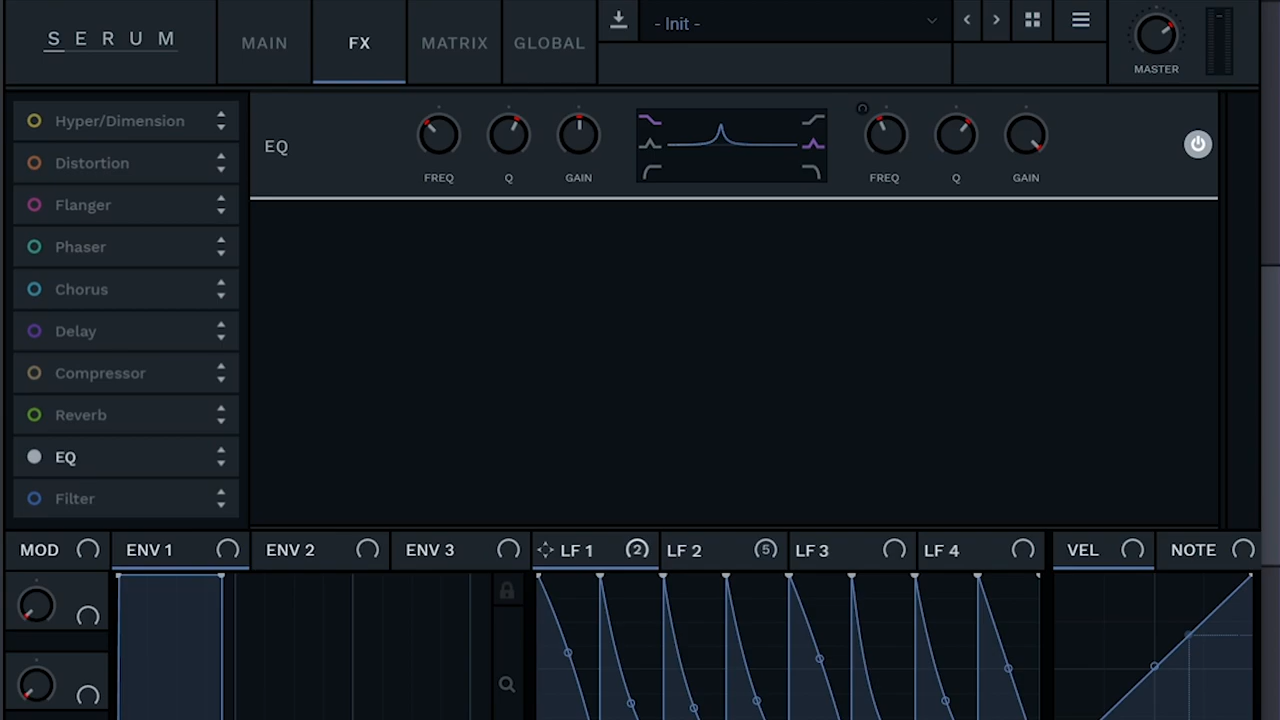 SERUM
MAIN
FX
MATRIX
GLOBAL
- Init -
MASTER
Hyper/Dimension
Distortion
Flanger
Phaser
Chorus
Delay
Compressor
Reverb
EQ
Filter
EQ
FREQ
Q
GAIN
FREQ
Q
GAIN
MOD
ENV 1
ENV 2
ENV 3
LF 1
2
LF 2
5
LF 3
LF 4
VEL
NOTE